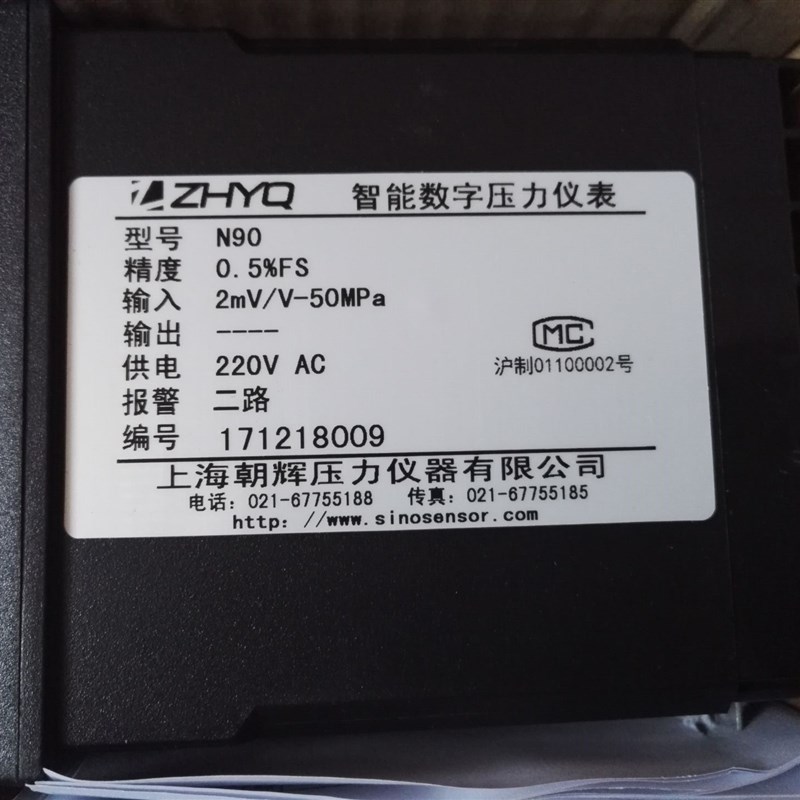 ZHYQ 智能数字压力仪表
型号 N90
精度 0.5%FS
输入 2mV/V-50MPa
输出 ----
供电 220V AC
报警 二路
编号 171218009
MC
沪制01100002号
上海朝辉压力仪器有限公司
电话: 021-67755188 传真: 021-67755185
http: //www.sinosensor.com